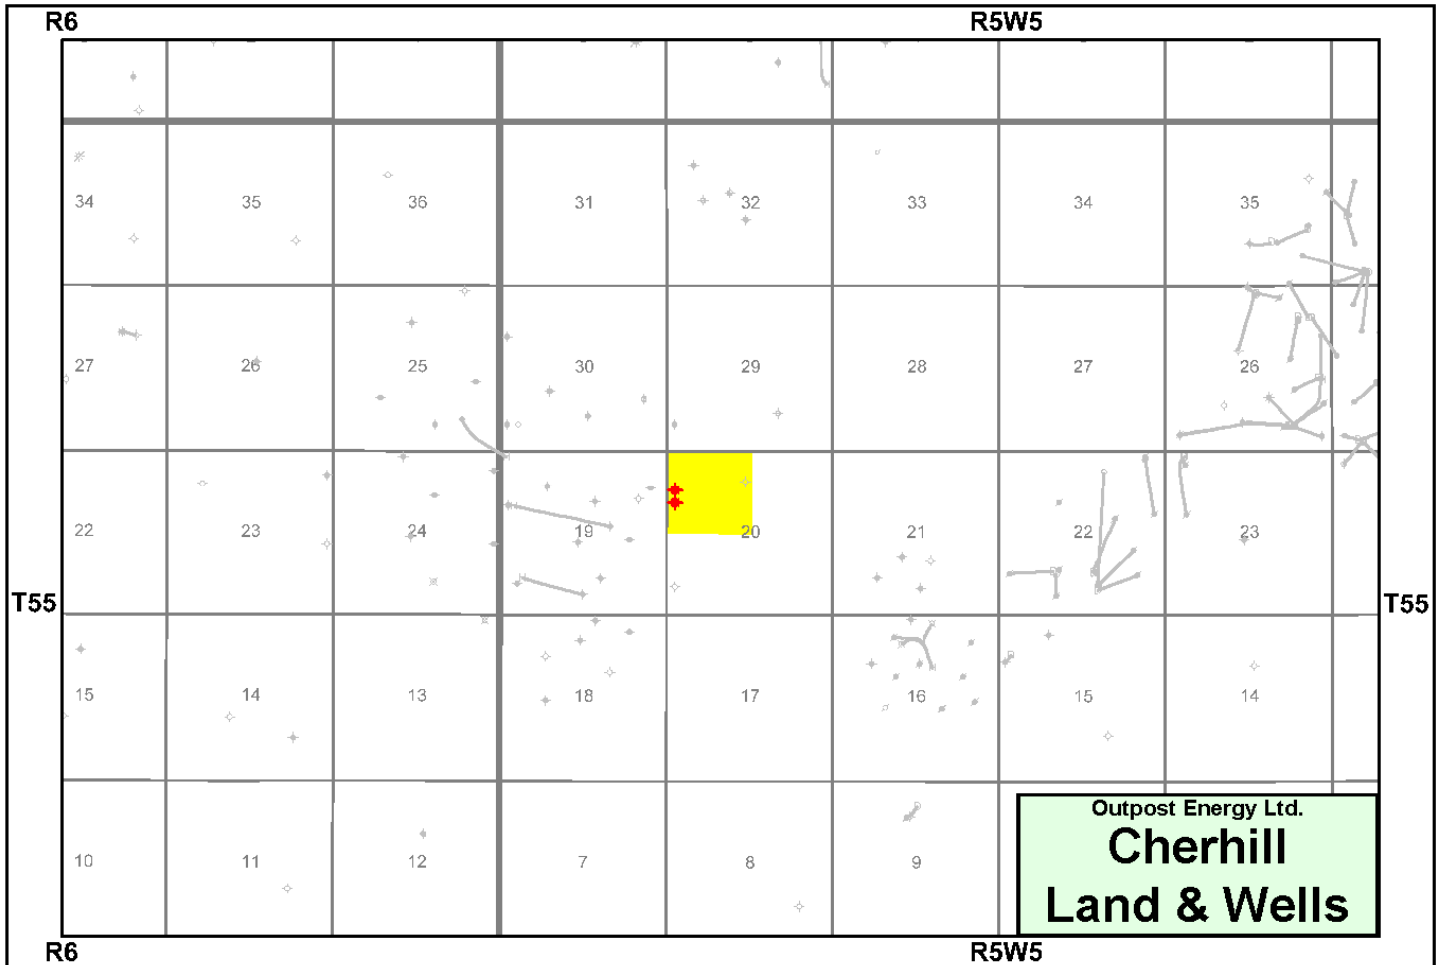 R6 R5W5
34 35 36 31 32 33 34 35
27 26 25 30 29 28 27 26
22 23 24 19 20 21 22 23
T55 T55
15 14 13 18 17 16 15 14
10 11 12 7 8 9
Outpost Energy Ltd.
Cherhill
Land & Wells
R6 R5W5